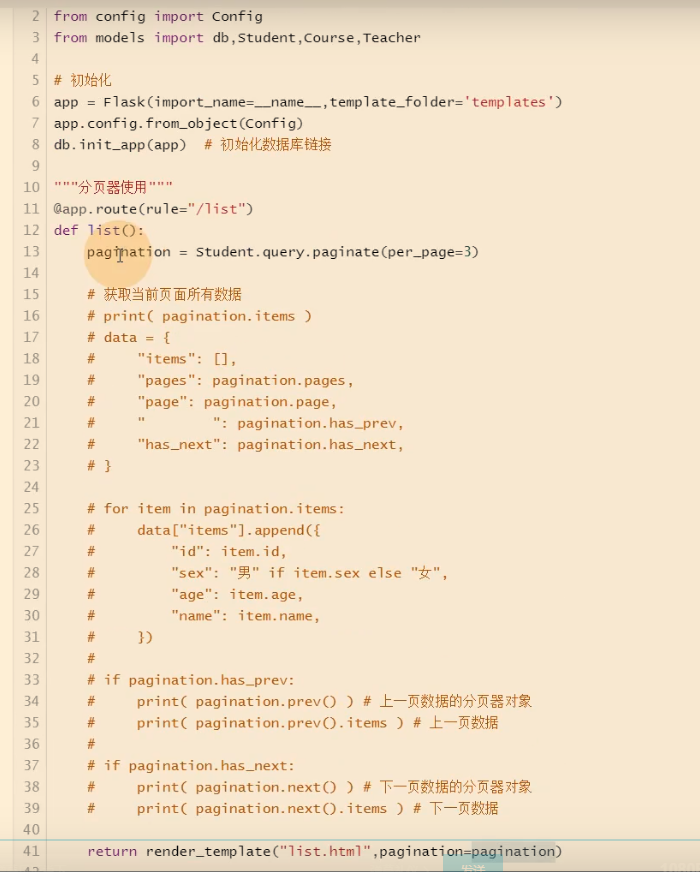 2 from config import Config
3 from models import db,Student,Course,Teacher
4
5 # 初始化
6 app = Flask(import_name=__name__,template_folder='templates')
7 app.config.from_object(Config)
8 db.init_app(app)  # 初始化数据库链接
9
10 """分页器使用"""
11 @app.route(rule="/list")
12 def list():
13     pagination = Student.query.paginate(per_page=3)
14
15     # 获取当前页面所有数据
16     # print( pagination.items )
17     # data = {
18     #     "items": [],
19     #     "pages": pagination.pages,
20     #     "page": pagination.page,
21     #     "        ": pagination.has_prev,
22     #     "has_next": pagination.has_next,
23     # }
24
25     # for item in pagination.items:
26     #     data["items"].append({
27     #         "id": item.id,
28     #         "sex": "男" if item.sex else "女",
29     #         "age": item.age,
30     #         "name": item.name,
31     #     })
32     #
33     # if pagination.has_prev:
34     #     print( pagination.prev() ) # 上一页数据的分页器对象
35     #     print( pagination.prev().items ) # 上一页数据
36     #
37     # if pagination.has_next:
38     #     print( pagination.next() ) # 下一页数据的分页器对象
39     #     print( pagination.next().items ) # 下一页数据
40
41     return render_template("list.html",pagination=pagination)